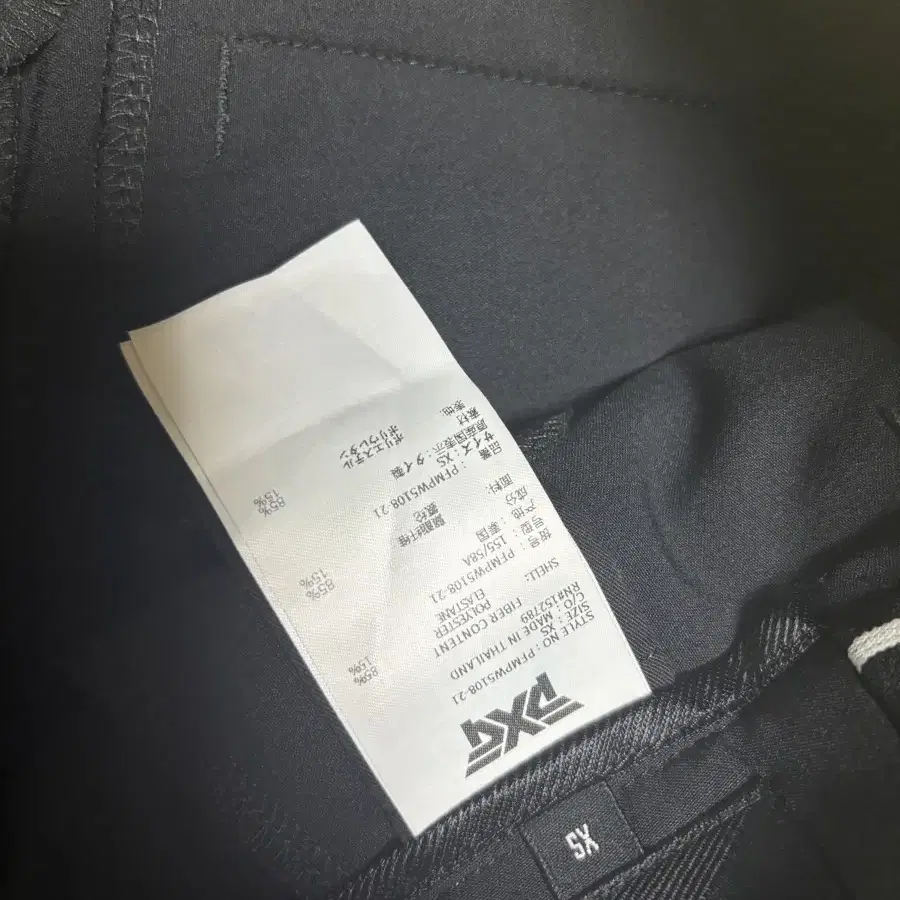 PXG
STYLE NO : PFMPW5108-21
SIZE : XS
C/O : MADE IN THAILAND
RN#152789
FIBER CONTENT
SHELL: POLYESTER 85%
ELASTANE 15%
货号 : PFMPW5108-21
号型 : 155/58A
产地 : 泰国
成分
面料: 聚酯纤维 85%
氨纶 15%
品番 : PFMPW5108-21
サイズ : XS
原産国表示 : タイ製
素材
表地: ポリエステル 85%
ポリウレタン 15%
XS